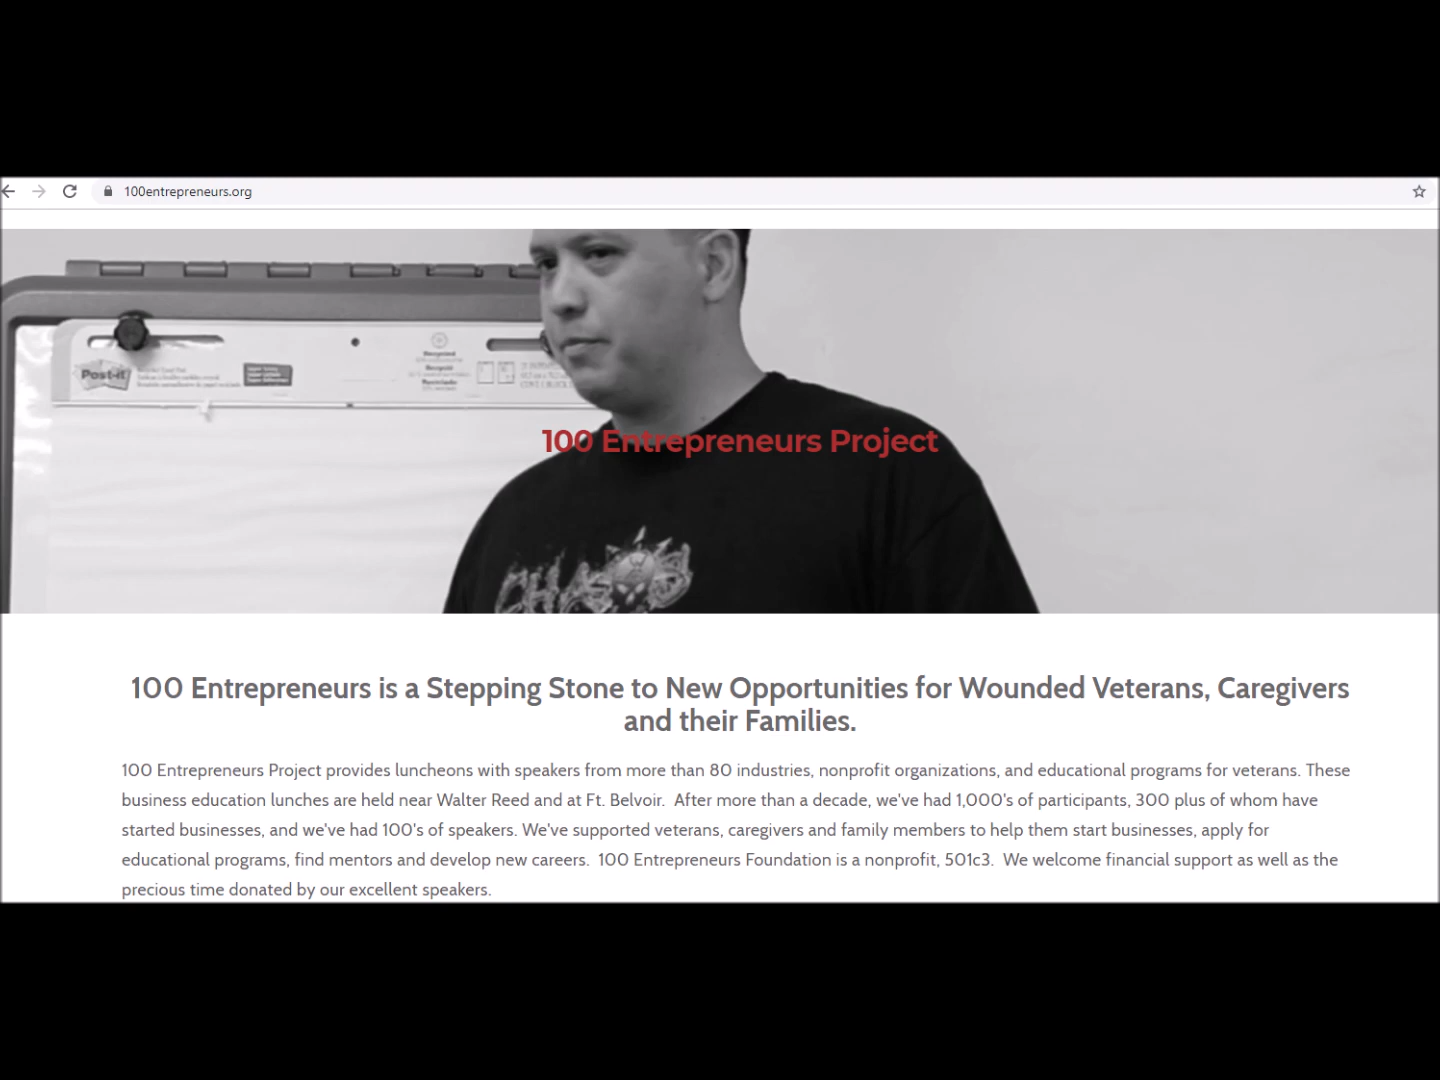 100entrepreneurs.org
Post-it
Recycled
Recyclé
Reciclado
100 Entrepreneurs Project
100 Entrepreneurs is a Stepping Stone to New Opportunities for Wounded Veterans, Caregivers
and their Families.
100 Entrepreneurs Project provides luncheons with speakers from more than 80 industries, nonprofit organizations, and educational programs for veterans. These
business education lunches are held near Walter Reed and at Ft. Belvoir. After more than a decade, we've had 1,000's of participants, 300 plus of whom have
started businesses, and we've had 100's of speakers. We've supported veterans, caregivers and family members to help them start businesses, apply for
educational programs, find mentors and develop new careers. 100 Entrepreneurs Foundation is a nonprofit, 501c3. We welcome financial support as well as the
precious time donated by our excellent speakers.